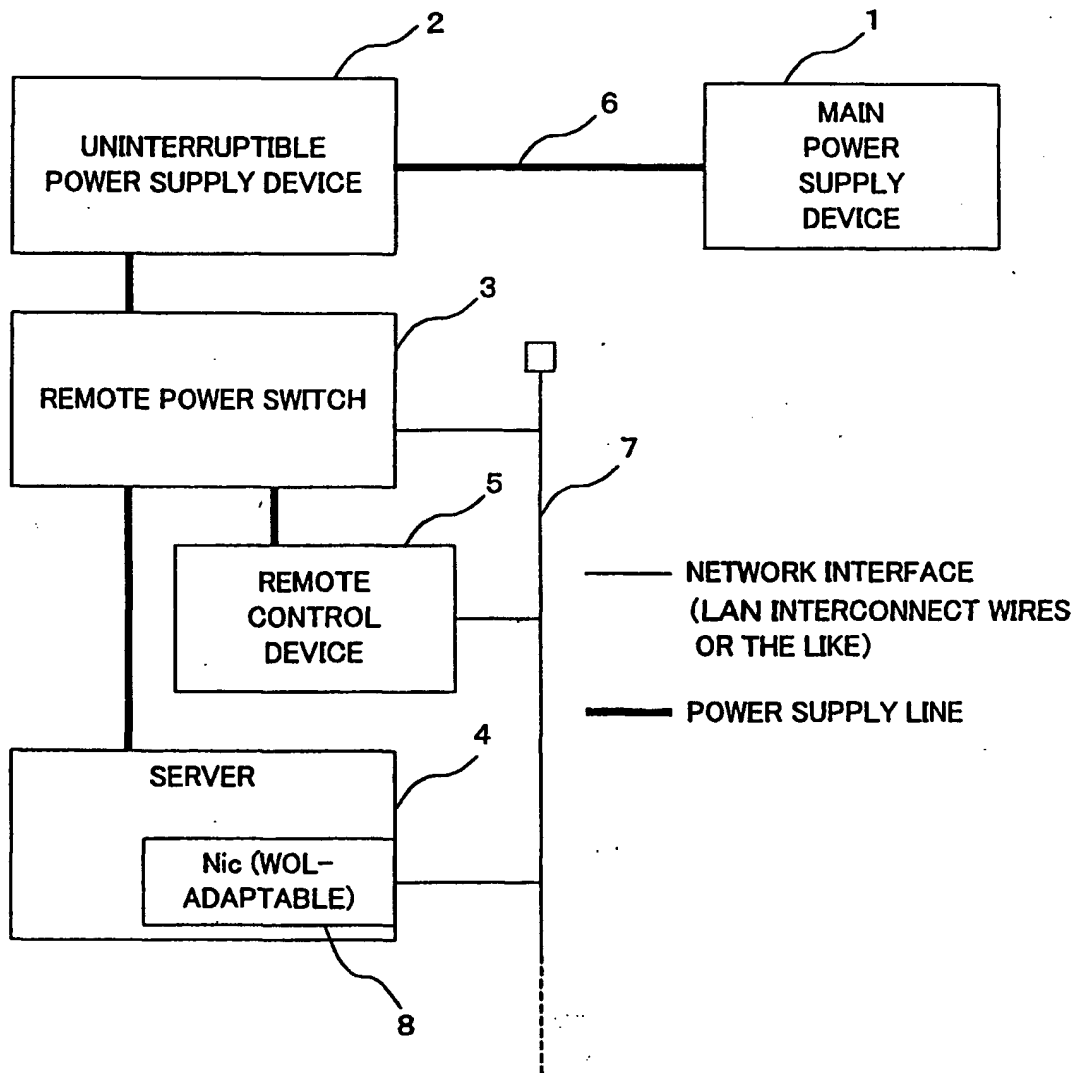 2
1
UNINTERRUPTIBLE
POWER SUPPLY DEVICE
6
MAIN
POWER
SUPPLY
DEVICE
3
REMOTE POWER SWITCH
7
5
REMOTE
CONTROL
DEVICE
NETWORK INTERFACE
(LAN INTERCONNECT WIRES
OR THE LIKE)
POWER SUPPLY LINE
4
SERVER
Nic (WOL-
ADAPTABLE)
8